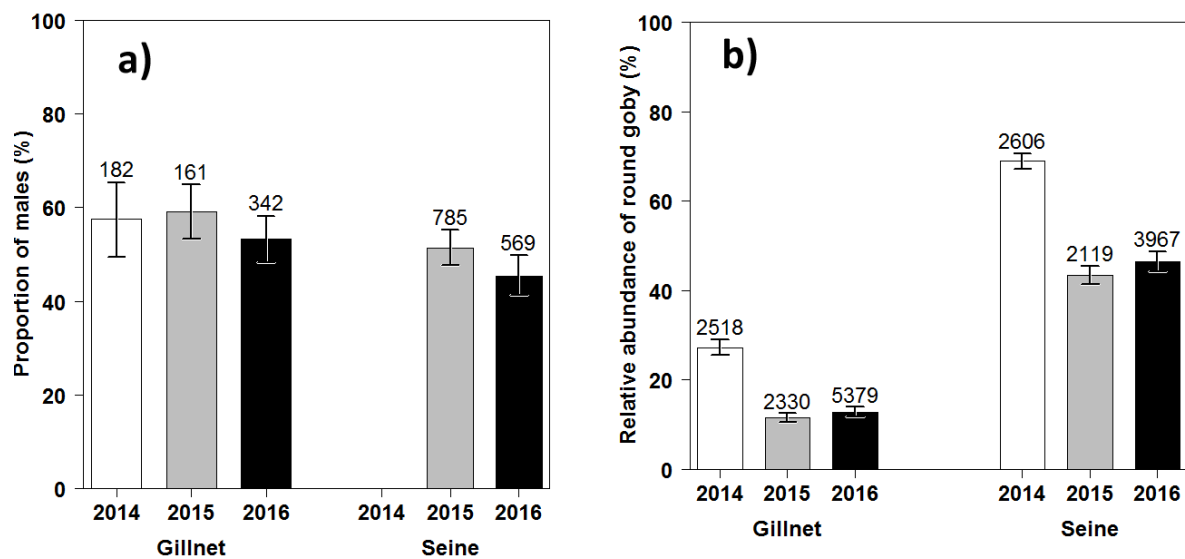 a)
Proportion of males (%)
100
80
60
40
20
0
182
161
342
785
569
2014 2015 2016 2014 2015 2016
Gillnet Seine
b)
Relative abundance of round goby (%)
100
80
60
40
20
0
2518
2330
5379
2606
2119
3967
2014 2015 2016 2014 2015 2016
Gillnet Seine